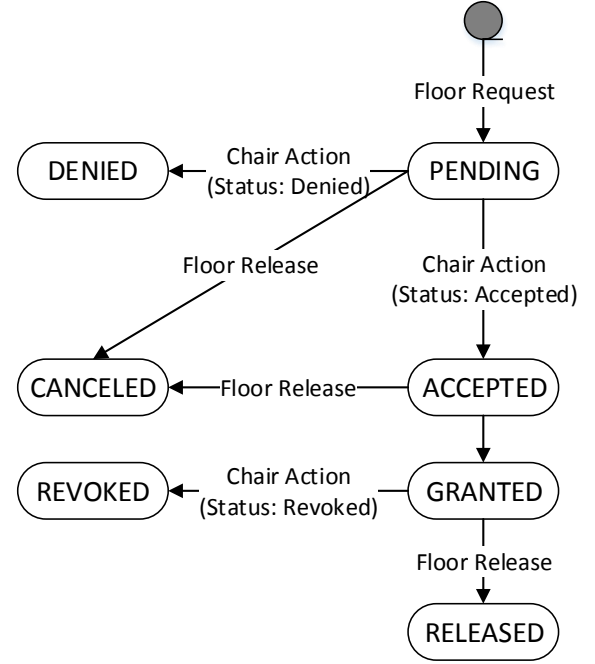 Floor Request
DENIED
Chair Action
(Status: Denied)
PENDING
Floor Release
Chair Action
(Status: Accepted)
CANCELED
Floor Release
ACCEPTED
REVOKED
Chair Action
(Status: Revoked)
GRANTED
Floor Release
RELEASED